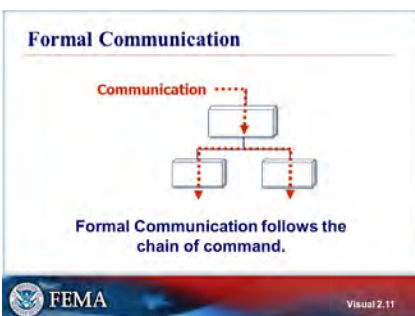 Formal Communication
Communication
Formal Communication follows the
chain of command.
FEMA
Visual 2.11